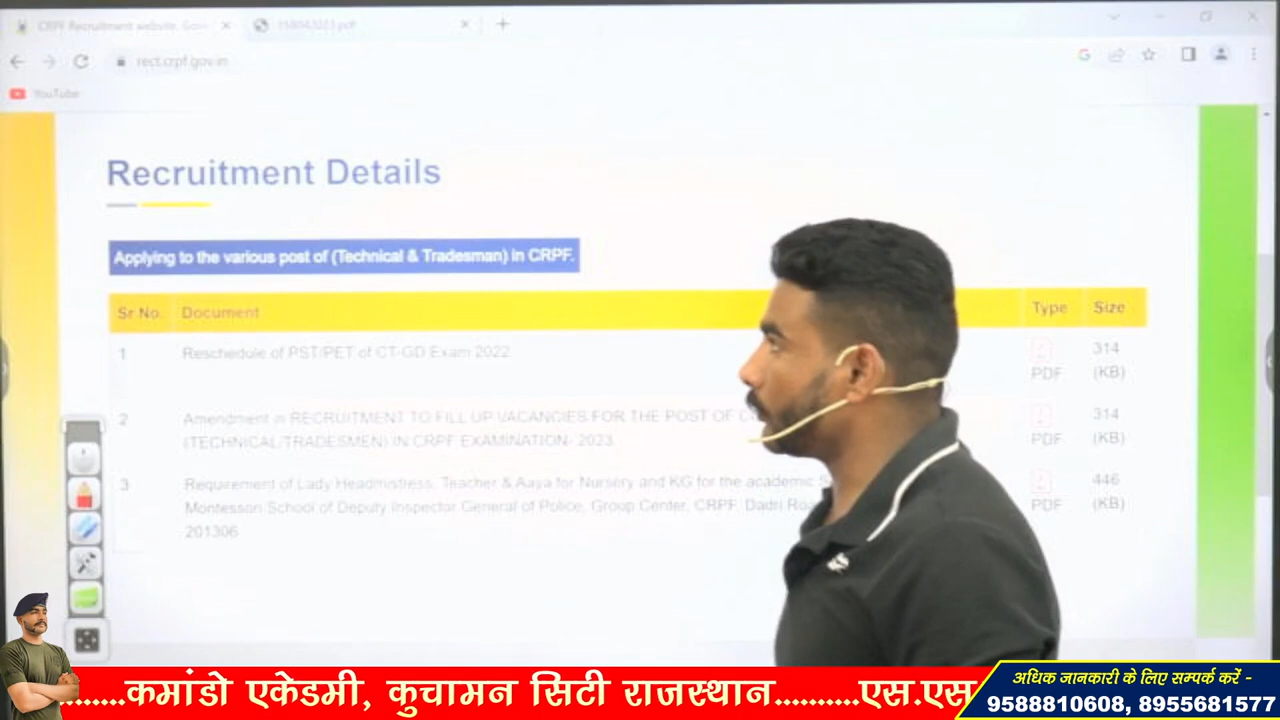 CRPF Recruitment website, Gov
rect.crpf.gov.in
YouTube
Recruitment Details
Applying to the various post of (Technical & Tradesman) in CRPF.
Sr No. Document Type Size
1 Reschedule of PST/PET of CT-GD Exam 2022 PDF 314 (KB)
2 Amendment in RECRUITMENT TO FILL UP VACANCIES FOR THE POST OF
(TECHNICAL/TRADESMEN) IN CRPF EXAMINATION- 2023. PDF 314 (KB)
3 Requirement of Lady Headmistress, Teacher & Aaya for Nursery and KG for the academic
Montessori School of Deputy Inspector General of Police, Group Center, CRPF, Dadri
201306 PDF 446 (KB)
......कमांडो एकेडमी, कुचामन सिटी राजस्थान..........एस.एस
अधिक जानकारी के लिए सम्पर्क करें -
9588810608, 8955681577